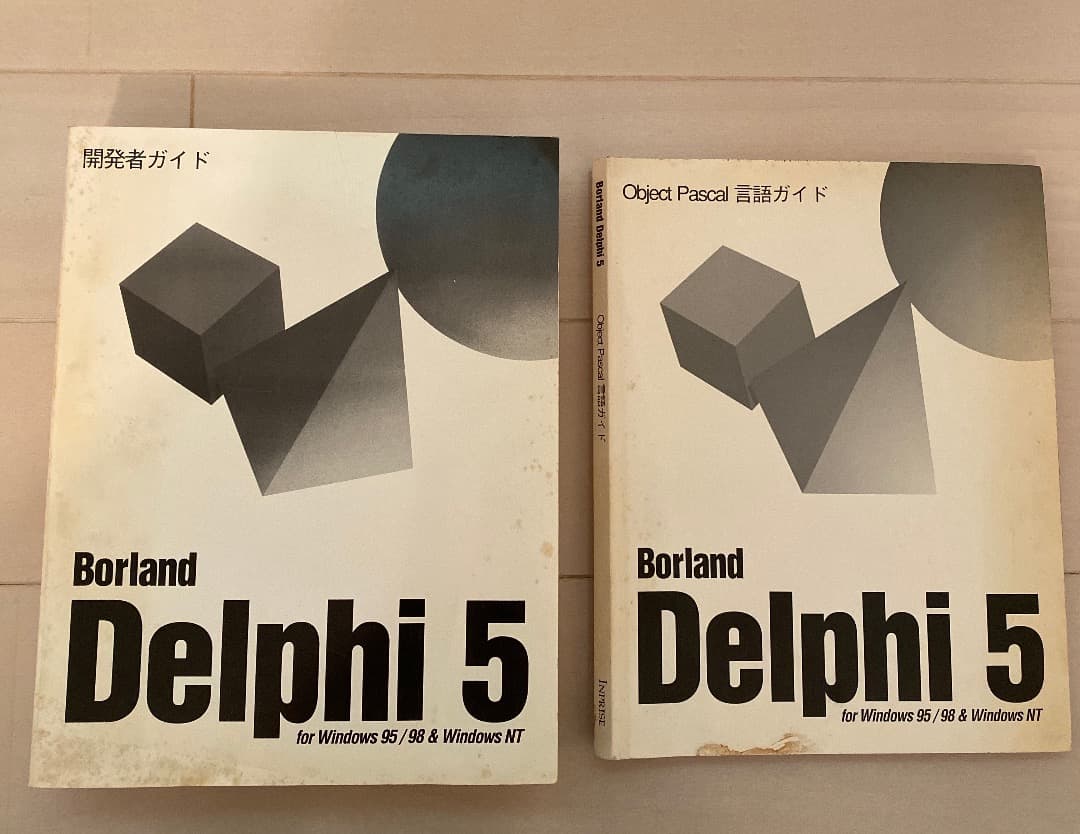 開発者ガイド
Borland
Delphi 5
for Windows 95/98 & Windows NT
Borland Delphi 5
Object Pascal 言語ガイド
INPRISE
Object Pascal 言語ガイド
Borland
Delphi 5
for Windows 95/98 & Windows NT